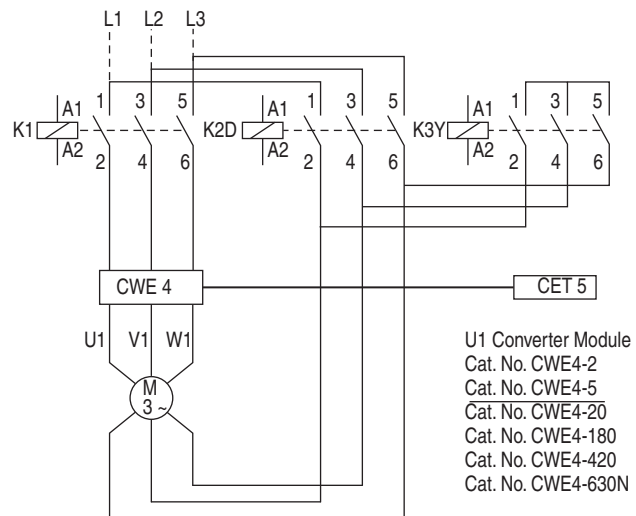 L1 L2 L3
A1 1 3 5 A1 1 3 5 A1 1 3 5
K1 K2D K3Y
A2 2 4 6 A2 2 4 6 A2 2 4 6
CWE 4 CET 5
U1 V1 W1
M
3 ~
U1 Converter Module
Cat. No. CWE4-2
Cat. No. CWE4-5
Cat. No. CWE4-20
Cat. No. CWE4-180
Cat. No. CWE4-420
Cat. No. CWE4-630N